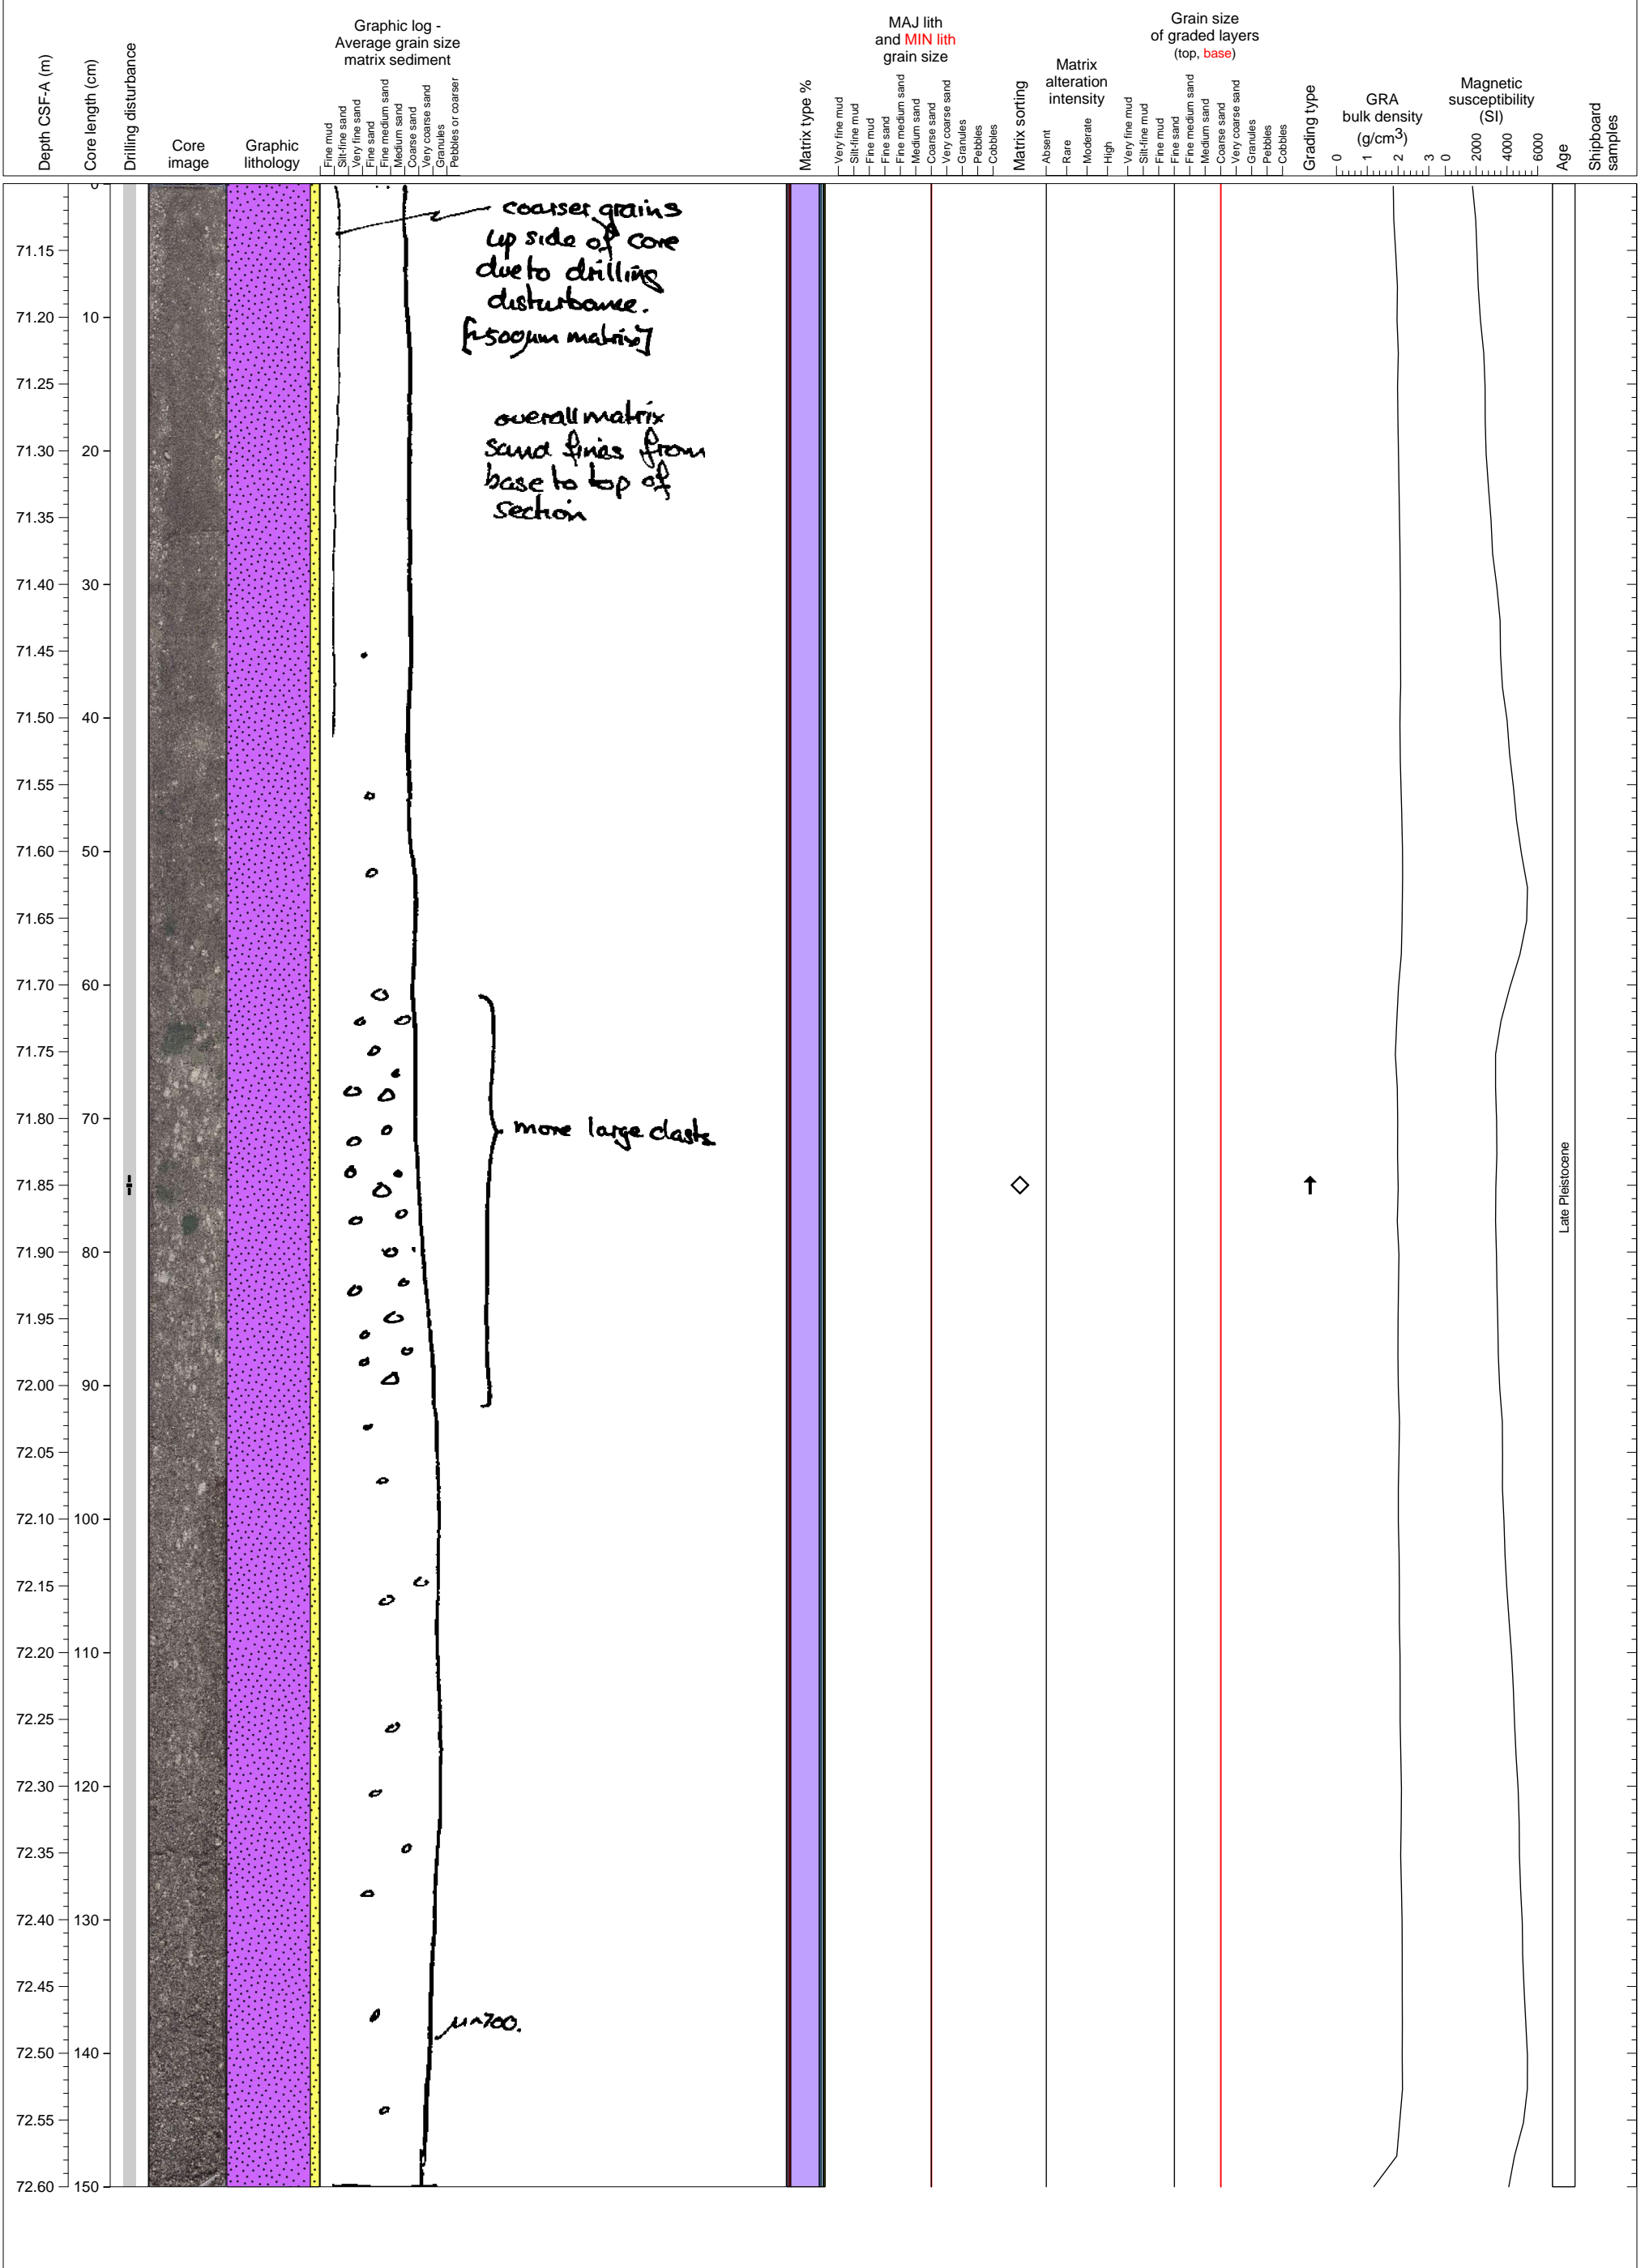 Depth CSF-A (m)
Core length (cm)
Drilling disturbance
Core
image
Graphic
lithology
Graphic log -
Average grain size
matrix sediment
Fine mud
Silt-fine sand
Very fine sand
Fine sand
Fine medium sand
Medium sand
Coarse sand
Very coarse sand
Granules
Pebbles or coarser
Matrix type %
MAJ lith
and MIN lith
grain size
Very fine mud
Silt-fine mud
Fine mud
Fine sand
Fine medium sand
Medium sand
Coarse sand
Very coarse sand
Granules
Pebbles
Cobbles
Matrix sorting
Matrix
alteration
intensity
Absent
Rare
Moderate
High
Grain size
of graded layers
(top, base)
Very fine mud
Silt-fine mud
Fine mud
Fine sand
Fine medium sand
Medium sand
Coarse sand
Very coarse sand
Granules
Pebbles
Cobbles
Grading type
GRA
bulk density
(g/cm3)
0 1 2 3
Magnetic
susceptibility
(SI)
0 2000 4000 6000
Age
Shipboard
samples
0
71.15
71.20 10
71.25
71.30 20
71.35
71.40 30
71.45
71.50 40
71.55
71.60 50
71.65
71.70 60
71.75
71.80 70
71.85
71.90 80
71.95
72.00 90
72.05
72.10 100
72.15
72.20 110
72.25
72.30 120
72.35
72.40 130
72.45
72.50 140
72.55
72.60 150
coarser grains
up side of core
due to drilling
disturbance.
[~500µm matrix]
overall matrix
sand fines from
base to top of
section
more large clasts
µ~700.
Late Pleistocene